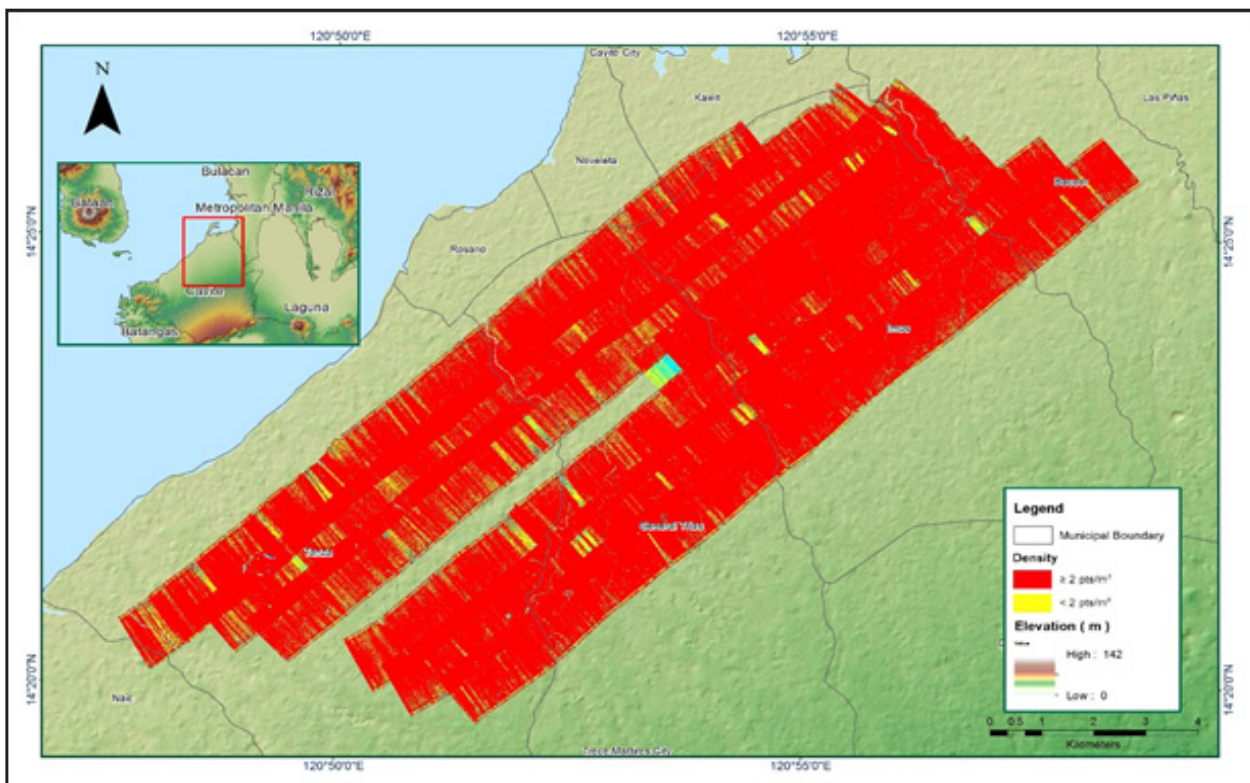 120°50'0"E
120°55'0"E
Cavite City
Kawit
Las Piñas
N
Noveleta
Bacoor
Bulacan
Rizal
Bataan
Metropolitan Manila
Cavite
Laguna
Batangas
14°25'0"N
14°25'0"N
Rosario
Imus
General Trias
Tanza
Naic
Trece Martires City
14°20'0"N
14°20'0"N
Legend
Municipal Boundary
Density
≥ 2 pts/m²
< 2 pts/m²
Elevation ( m )
Value
High : 142
Low : 0
0 0.5 1 2 3 4
Kilometers
120°50'0"E
120°55'0"E